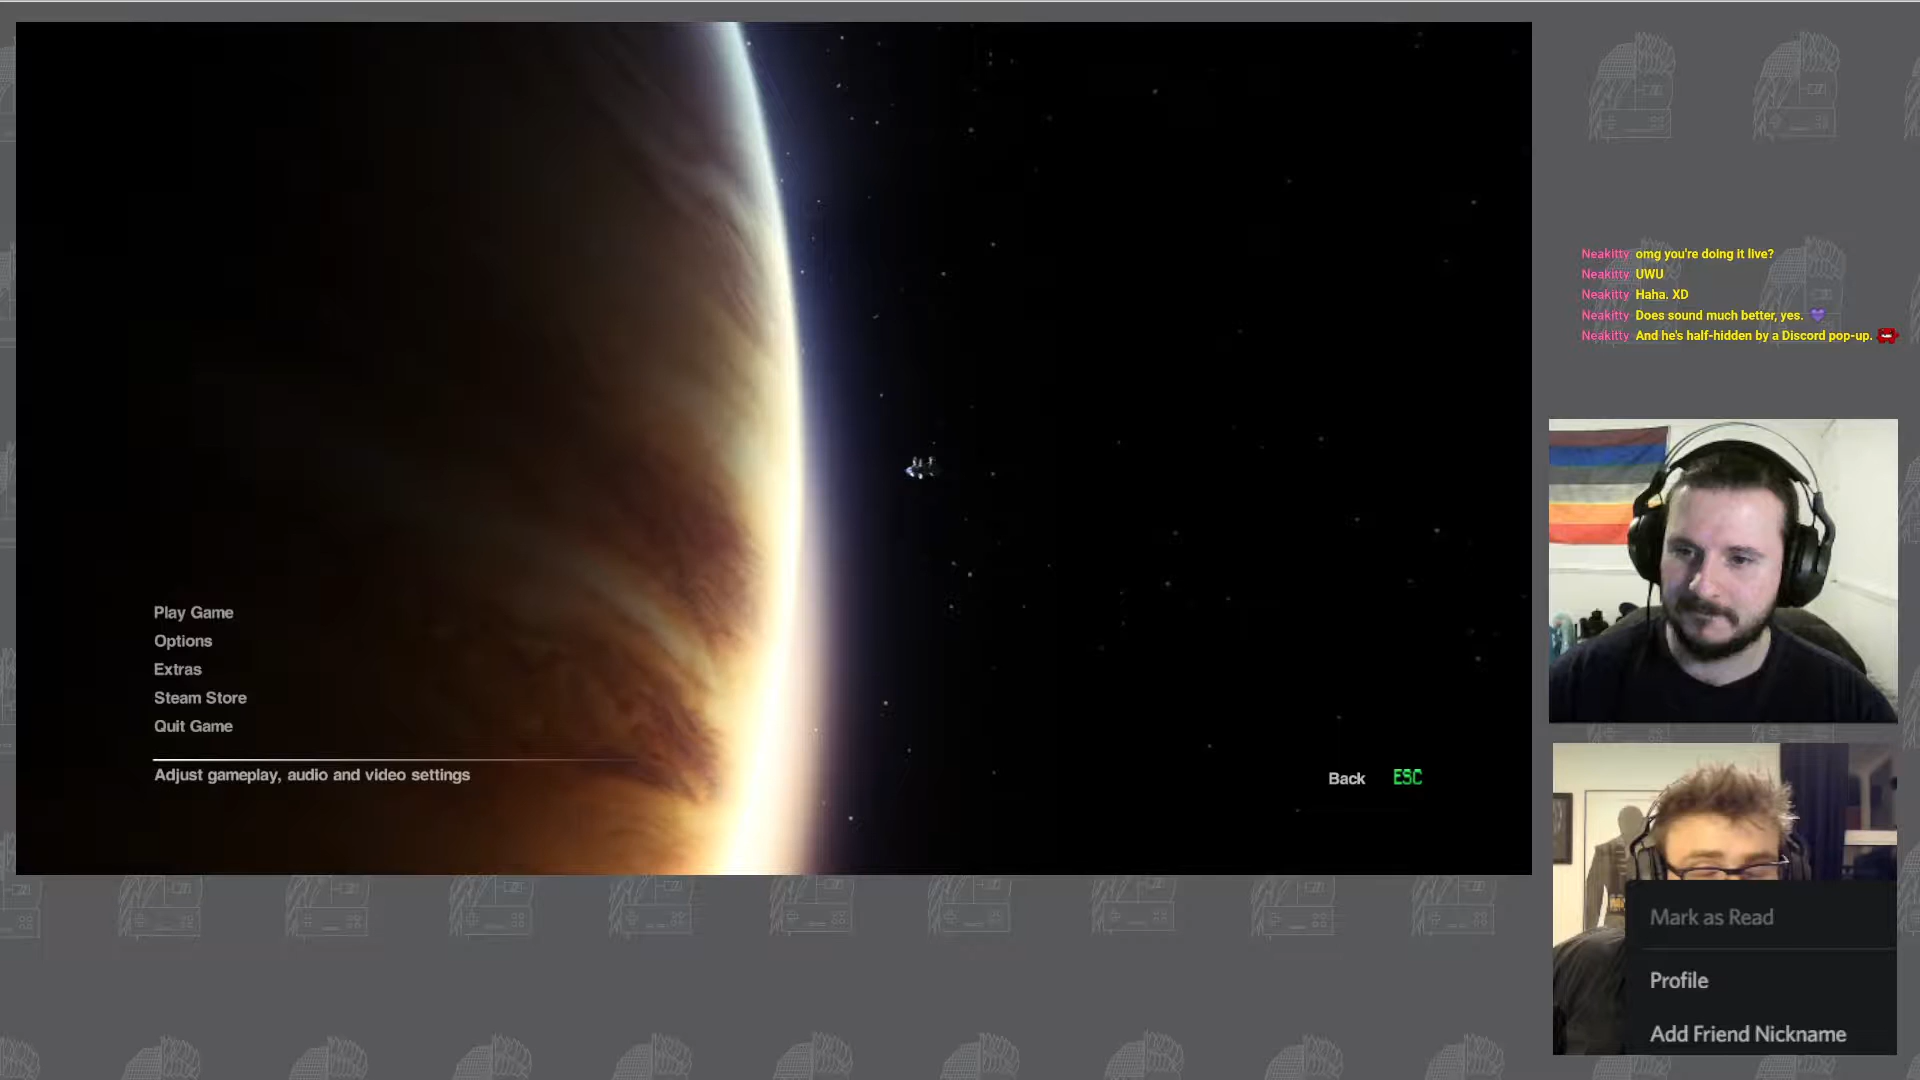 Neakitty omg you're doing it live?
Neakitty UWU
Neakitty Haha. XD
Neakitty Does sound much better, yes. 💜
Neakitty And he's half-hidden by a Discord pop-up.
Play Game
Options
Extras
Steam Store
Quit Game
Adjust gameplay, audio and video settings
Back ESC
Mark as Read
Profile
Add Friend Nickname